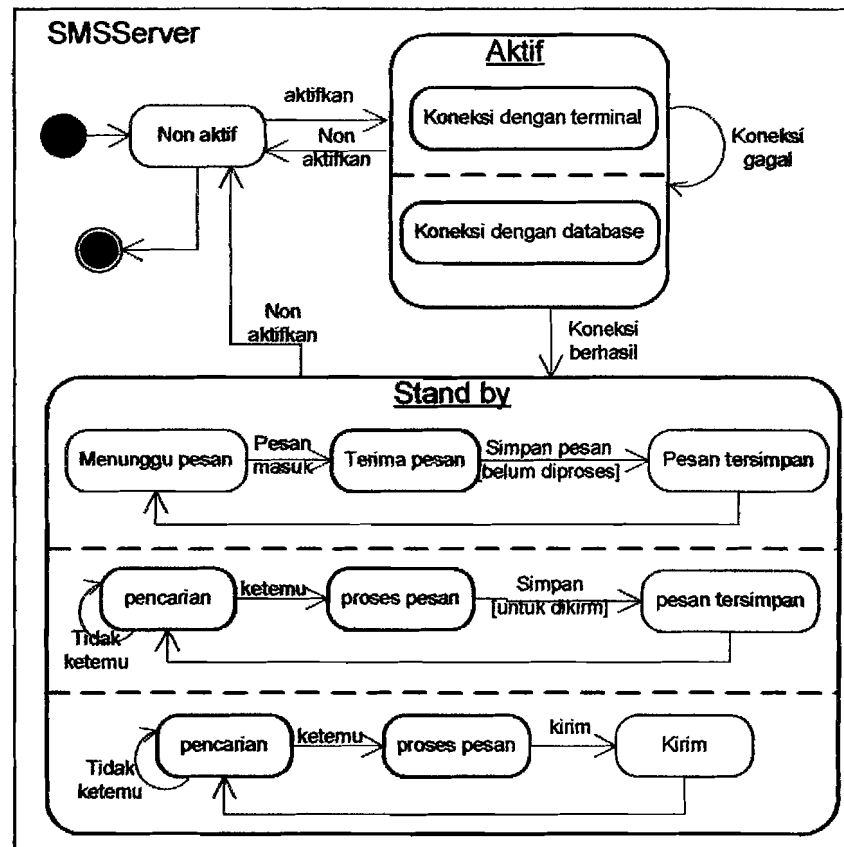 SMSServer
Aktif
aktifkan
Non aktif
Non
aktifkan
Koneksi dengan terminal
Koneksi
gagal
Koneksi dengan database
Non
aktifkan
Koneksi
berhasil
Stand by
Menunggu pesan
Pesan
masuk
Terima pesan
Simpan pesan
[belum diproses]
Pesan tersimpan
pencarian
ketemu
proses pesan
Simpan
[untuk dikirm]
pesan tersimpan
Tidak
ketemu
pencarian
ketemu
proses pesan
kirim
Kirim
Tidak
ketemu